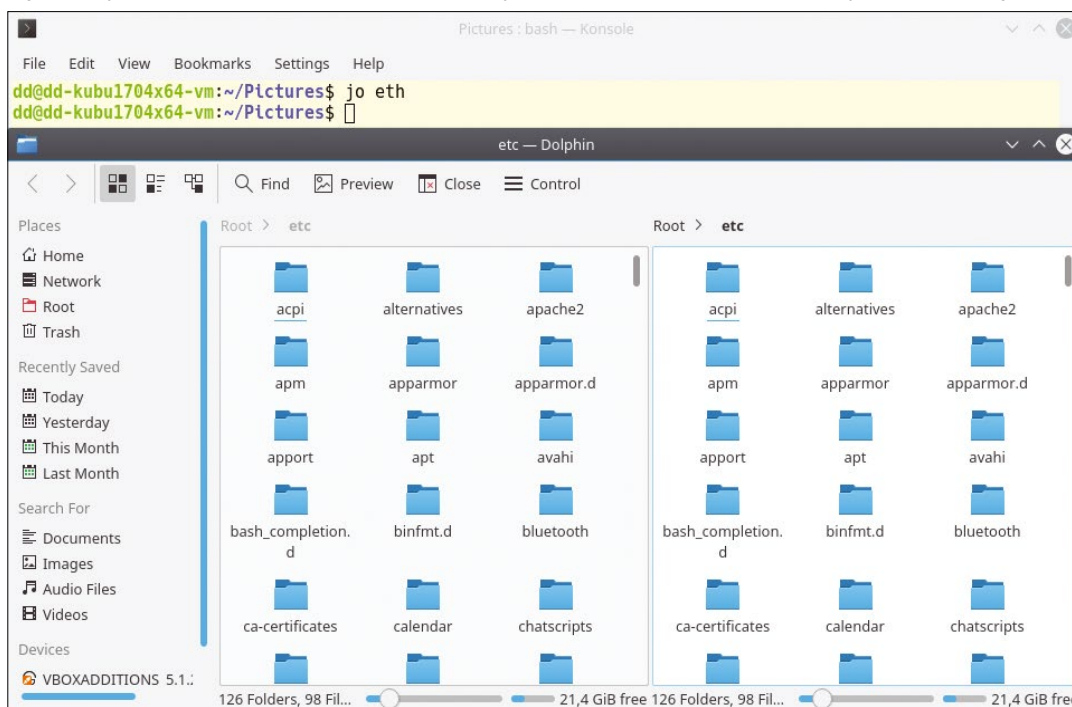 Pictures : bash — Konsole
File Edit View Bookmarks Settings Help
dd@dd-kubu1704x64-vm:~/Pictures$ jo eth
dd@dd-kubu1704x64-vm:~/Pictures$
etc — Dolphin
Find Preview Close Control
Places
Home
Network
Root
Trash
Recently Saved
Today
Yesterday
This Month
Last Month
Search For
Documents
Images
Audio Files
Videos
Devices
VBOXADDITIONS 5.1.
Root > etc
acpi alternatives apache2
apm apparmor apparmor.d
apport apt avahi
bash_completion. binfmt.d bluetooth
d
ca-certificates calendar chatscripts
126 Folders, 98 Fil... 21,4 GiB free
Root > etc
acpi alternatives apache2
apm apparmor apparmor.d
apport apt avahi
bash_completion. binfmt.d bluetooth
d
ca-certificates calendar chatscripts
126 Folders, 98 Fil... 21,4 GiB fre